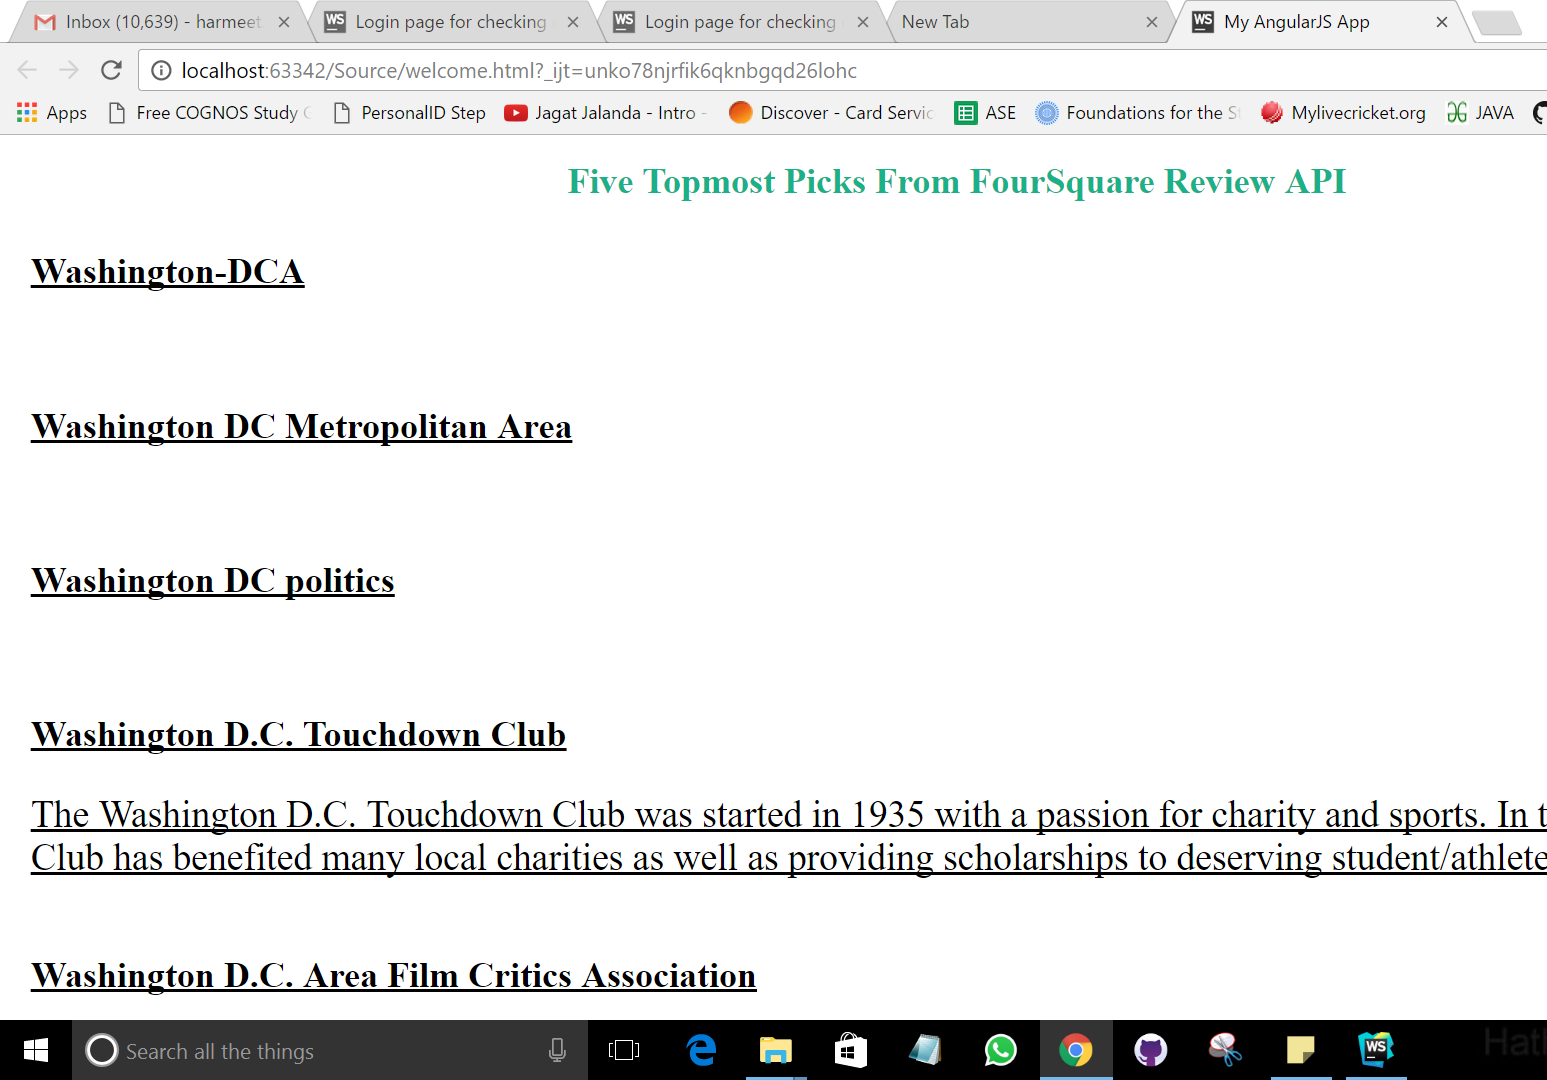 Inbox (10,639) - harmeet
Login page for checking
Login page for checking
New Tab
My AngularJS App
localhost:63342/Source/welcome.html?_ijt=unko78njrfik6qknbgqd26lohc
Apps
Free COGNOS Study
PersonalID Step
Jagat Jalanda - Intro -
Discover - Card Servic
ASE
Foundations for the S
Mylivecricket.org
JAVA
Five Topmost Picks From FourSquare Review API
Washington-DCA
Washington DC Metropolitan Area
Washington DC politics
Washington D.C. Touchdown Club
The Washington D.C. Touchdown Club was started in 1935 with a passion for charity and sports. In t
Club has benefited many local charities as well as providing scholarships to deserving student/athlete
Washington D.C. Area Film Critics Association
Search all the things